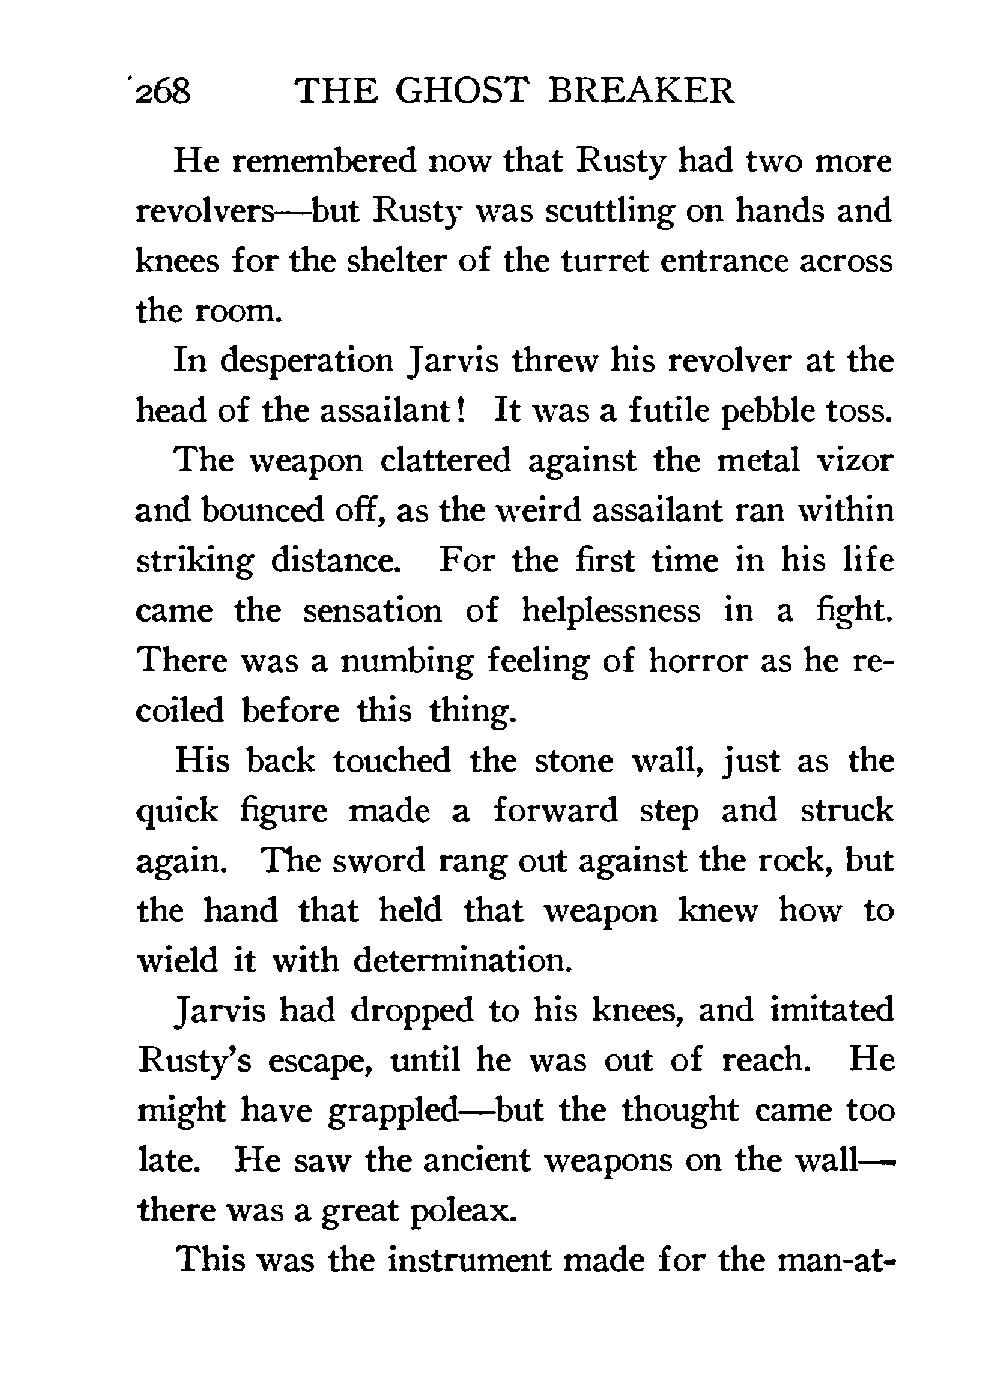 268 THE GHOST BREAKER
He remembered now that Rusty had two more
revolvers—but Rusty was scuttling on hands and
knees for the shelter of the turret entrance across
the room.
In desperation Jarvis threw his revolver at the
head of the assailant! It was a futile pebble toss.
The weapon clattered against the metal vizor
and bounced off, as the weird assailant ran within
striking distance. For the first time in his life
came the sensation of helplessness in a fight.
There was a numbing feeling of horror as he re-
coiled before this thing.
His back touched the stone wall, just as the
quick figure made a forward step and struck
again. The sword rang out against the rock, but
the hand that held that weapon knew how to
wield it with determination.
Jarvis had dropped to his knees, and imitated
Rusty's escape, until he was out of reach. He
might have grappled—but the thought came too
late. He saw the ancient weapons on the wall—
there was a great poleax.
This was the instrument made for the man-at-